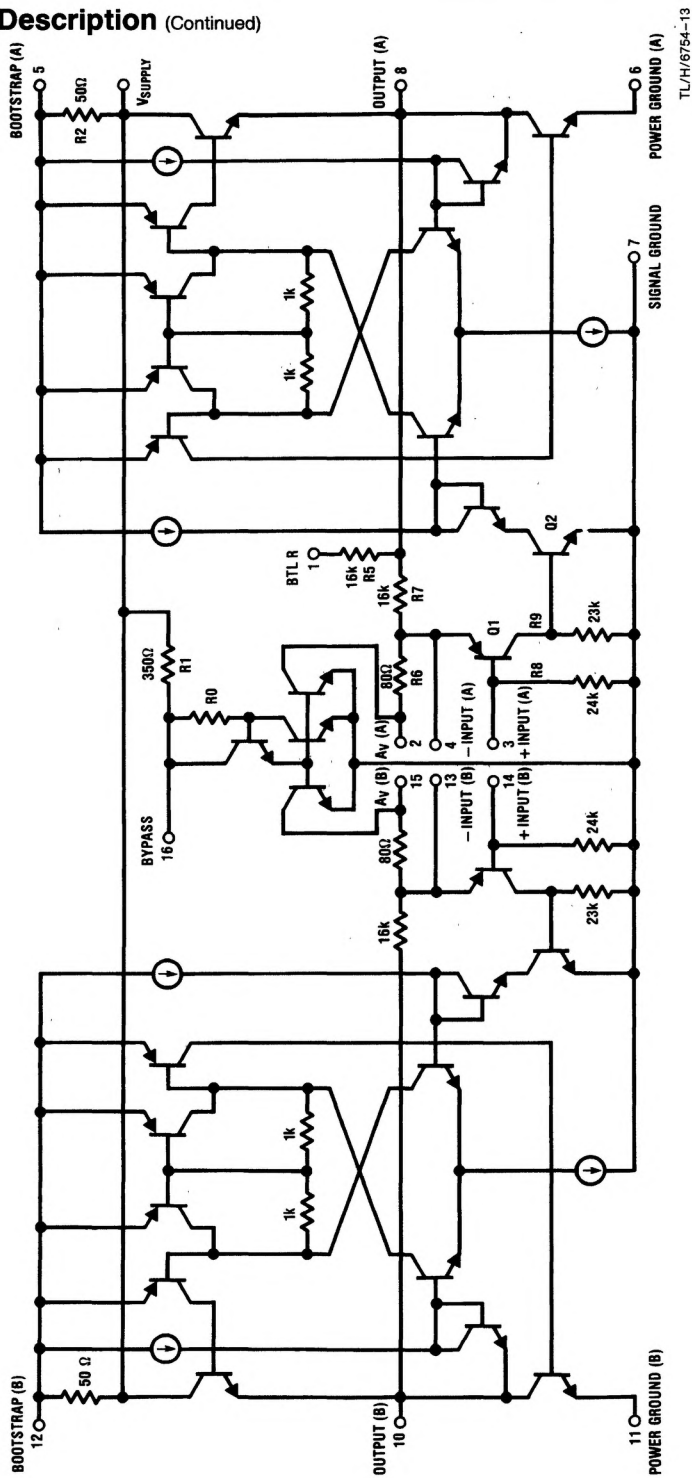 Description (Continued)
BOOTSTRAP (A)
5
50Ω
R2
VSUPPLY
OUTPUT (A)
8
6
POWER GROUND (A)
TL/H/6754–13
1k
1k
7
SIGNAL GROUND
BTL R
1
16k
R5
16k
R7
Q2
350Ω
R1
R0
80Ω
R6
Q1
R9
23k
R8
24k
AV (A)
2
– INPUT (A)
4
3
+ INPUT (A)
BYPASS
16
AV (B)
15
– INPUT (B)
13
14
+ INPUT (B)
80Ω
16k
24k
23k
1k
1k
BOOTSTRAP (B)
12
50 Ω
OUTPUT (B)
10
11
POWER GROUND (B)